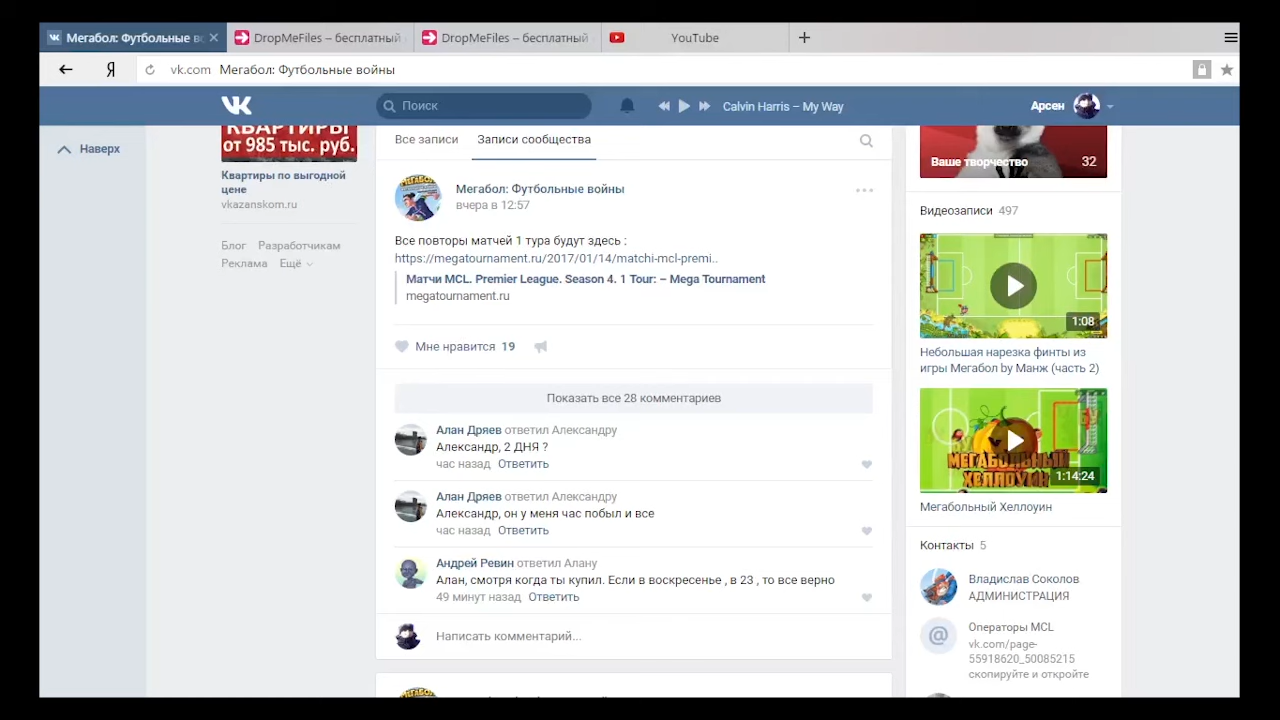 Мегабол: Футбольные в
DropMeFiles – бесплатный
DropMeFiles – бесплатный
YouTube
Я
vk.com Мегабол: Футбольные войны
Поиск
Calvin Harris – My Way
Арсен
Наверх
КВАРТИРЫ
от 985 тыс. руб.
Квартиры по выгодной
цене
vkazanskom.ru
Блог Разработчикам
Реклама Ещё
Все записи Записи сообщества
Мегабол: Футбольные войны
вчера в 12:57
Все повторы матчей 1 тура будут здесь :
https://megatournament.ru/2017/01/14/matchi-mcl-premi..
Матчи MCL. Premier League. Season 4. 1 Tour: – Mega Tournament
megatournament.ru
Мне нравится 19
Показать все 28 комментариев
Алан Дряев ответил Александру
Александр, 2 ДНЯ ?
час назад Ответить
Алан Дряев ответил Александру
Александр, он у меня час побыл и все
час назад Ответить
Андрей Ревин ответил Алану
Алан, смотря когда ты купил. Если в воскресенье , в 23 , то все верно
49 минут назад Ответить
Написать комментарий...
МЕГАБОЛ
Ваше творчество 32
Видеозаписи 497
1:08
Небольшая нарезка финты из
игры Мегабол by Манж (часть 2)
МЕГАБОЛЬНЫЙ
ХЕЛЛОУИН
1:14:24
Мегабольный Хеллоуин
Контакты 5
Владислав Соколов
АДМИНИСТРАЦИЯ
@
Операторы MCL
vk.com/page-
55918620_50085215
скопируйте и откройте